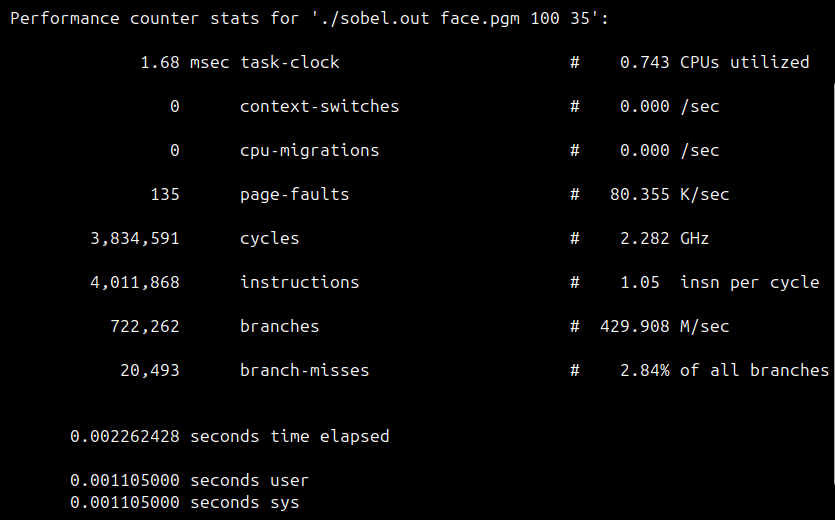 Performance counter stats for './sobel.out face.pgm 100 35':
1.68 msec task-clock # 0.743 CPUs utilized
0 context-switches # 0.000 /sec
0 cpu-migrations # 0.000 /sec
135 page-faults # 80.355 K/sec
3,834,591 cycles # 2.282 GHz
4,011,868 instructions # 1.05 insn per cycle
722,262 branches # 429.908 M/sec
20,493 branch-misses # 2.84% of all branches
0.002262428 seconds time elapsed
0.001105000 seconds user
0.001105000 seconds sys